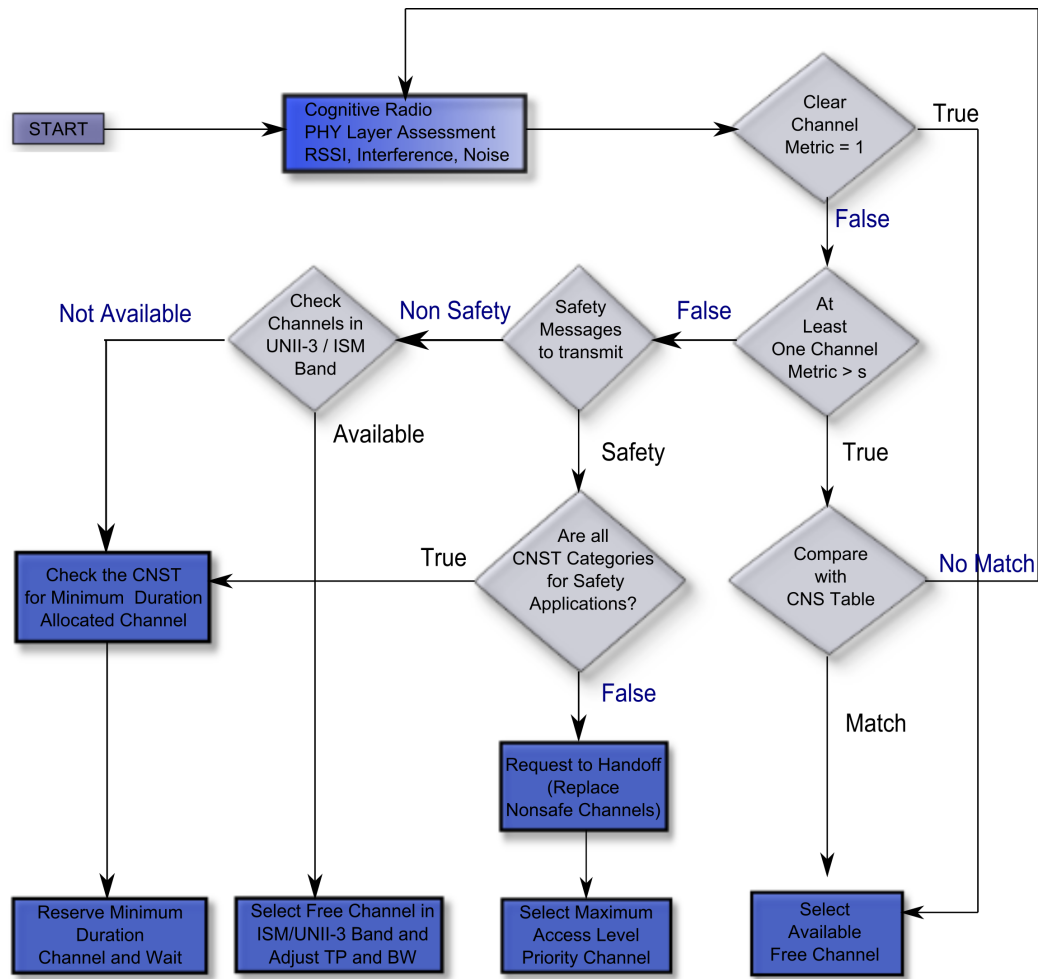 START
Cognitive Radio
PHY Layer Assessment
RSSI, Interference, Noise
Clear
Channel
Metric = 1
True
False
At
Least
One Channel
Metric > s
False
Safety
Messages
to transmit
Non Safety
Check
Channels in
UNII-3 / ISM
Band
Not Available
Available
Safety
True
Are all
CNST Categories
for Safety
Applications?
True
Compare
with
CNS Table
No Match
Check the CNST
for Minimum Duration
Allocated Channel
False
Match
Request to Handoff
(Replace
Nonsafe Channels)
Reserve Minimum
Duration
Channel and Wait
Select Free Channel in
ISM/UNII-3 Band and
Adjust TP and BW
Select Maximum
Access Level
Priority Channel
Select
Available
Free Channel